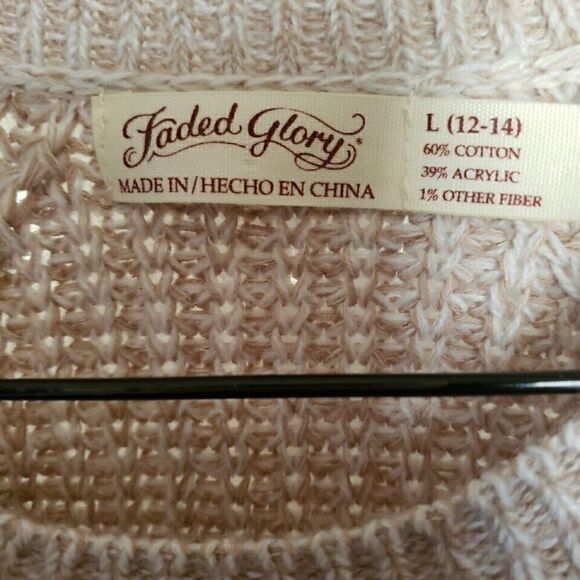 Faded Glory®
MADE IN/HECHO EN CHINA
L (12-14)
60% COTTON
39% ACRYLIC
1% OTHER FIBER